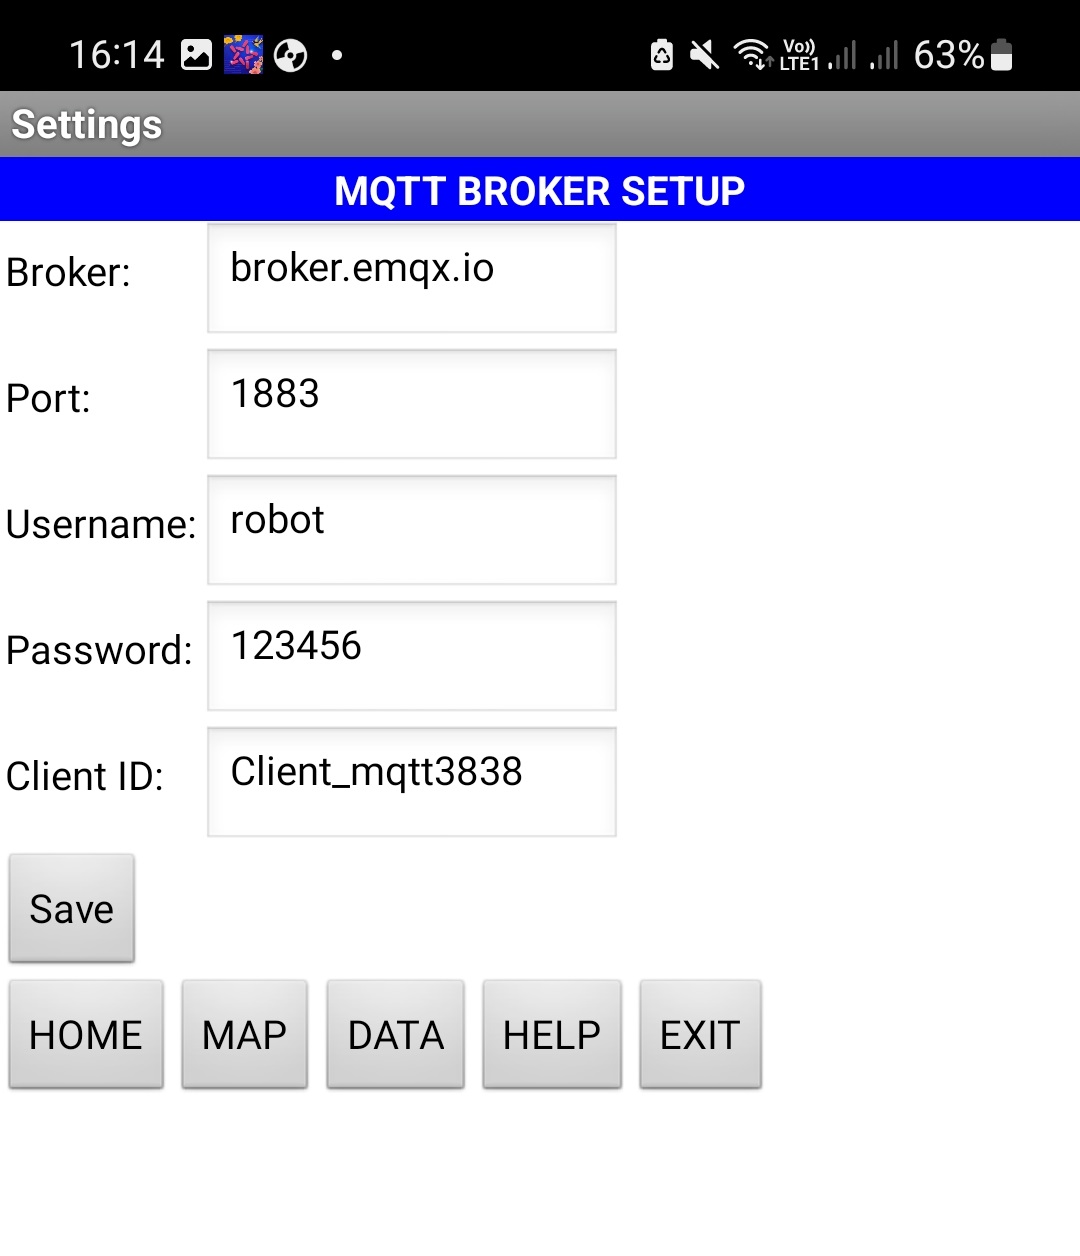 16:14 Vo)) LTE1 63%
Settings
MQTT BROKER SETUP
Broker: broker.emqx.io
Port: 1883
Username: robot
Password: 123456
Client ID: Client_mqtt3838
Save
HOME MAP DATA HELP EXIT